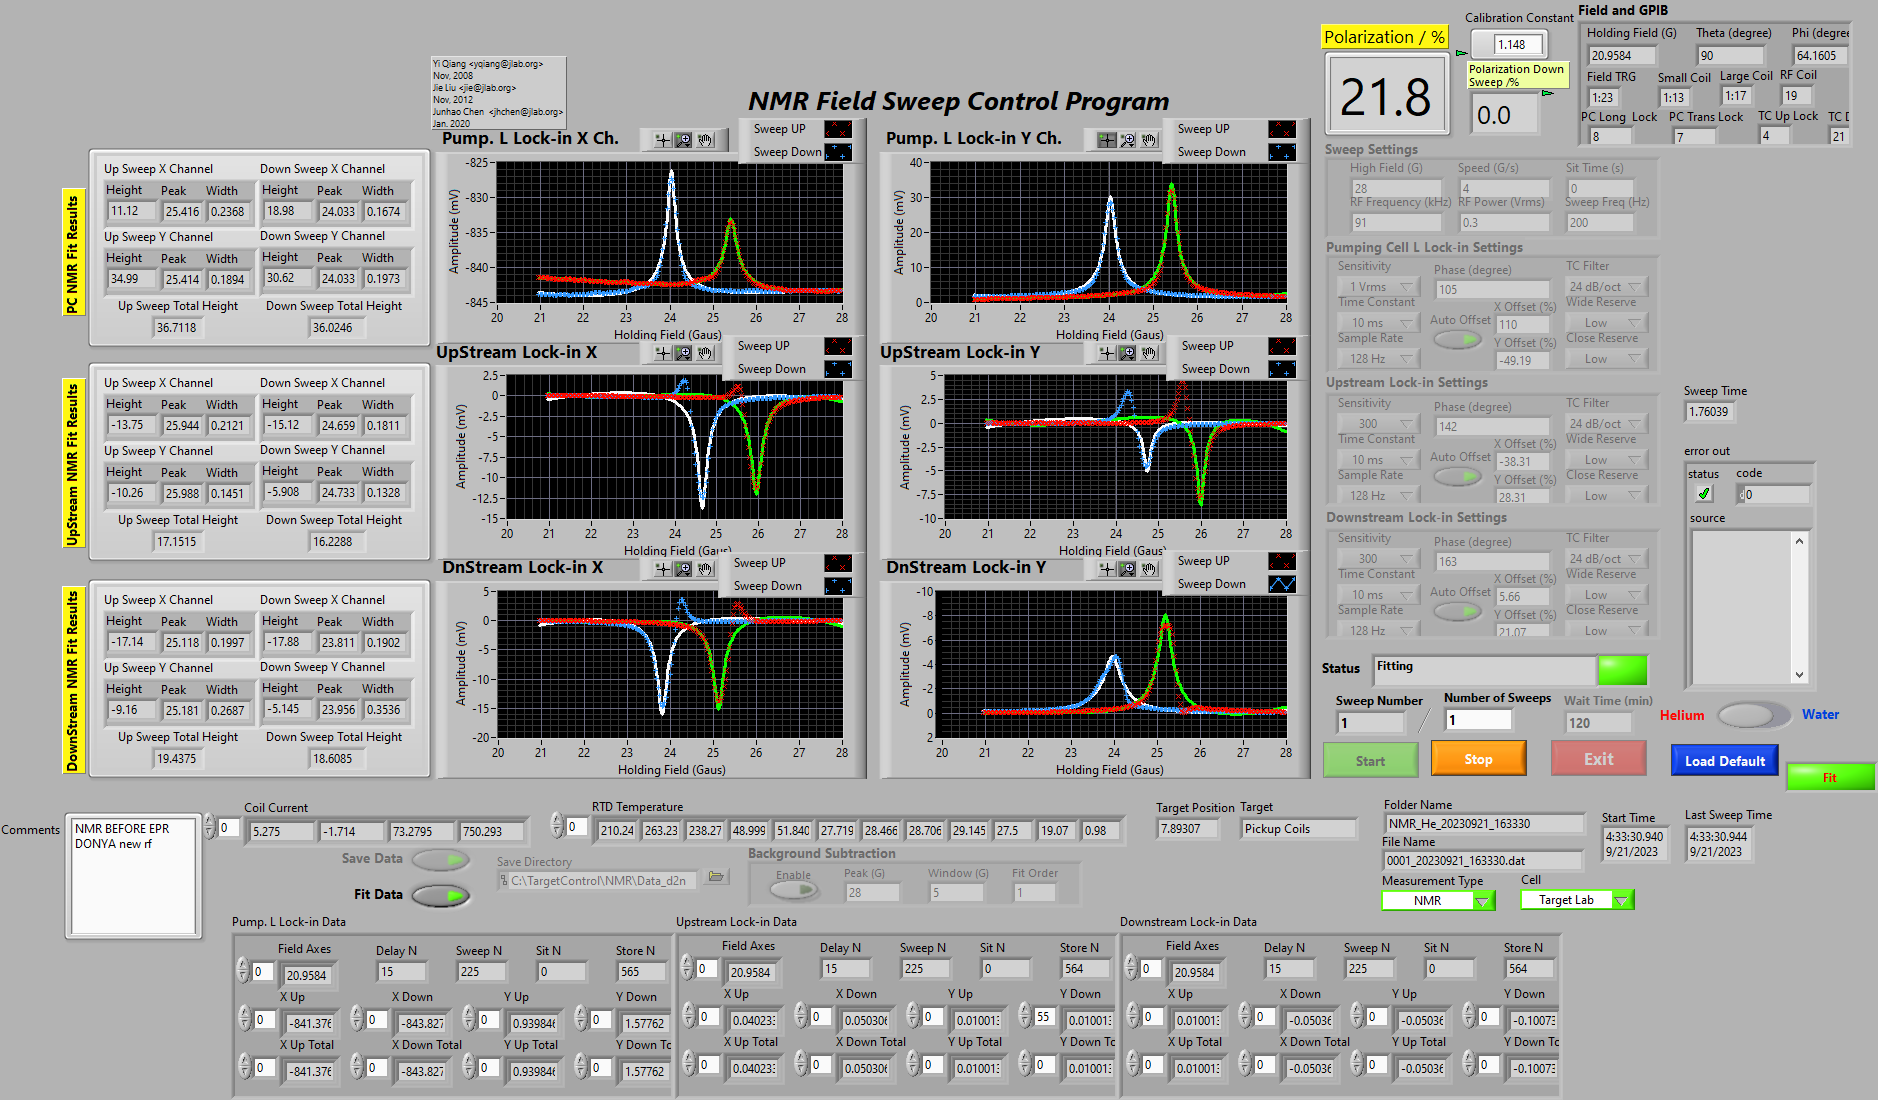 Yi Qiang <yqiang@jlab.org>
Nov, 2008
Jie Liu <jie@jlab.org>
Nov, 2012
Junhao Chen <jhchen@jlab.org>
Jan. 2020
NMR Field Sweep Control Program
Polarization / %
21.8
Calibration Constant
1.148
Polarization Down
Sweep /%
0.0
Field and GPIB
Holding Field (G) Theta (degree) Phi (degree
20.9584 90 64.1605
Field TRG Small Coil Large Coil RF Coil
1:23 1:13 1:17 19
PC Long Lock PC Trans Lock TC Up Lock TC D
8 7 4 21
PC NMR Fit Results
Up Sweep X Channel Down Sweep X Channel
Height Peak Width Height Peak Width
11.12 25.416 0.2368 18.98 24.033 0.1674
Up Sweep Y Channel Down Sweep Y Channel
Height Peak Width Height Peak Width
34.99 25.414 0.1894 30.62 24.033 0.1973
Up Sweep Total Height Down Sweep Total Height
36.7118 36.0246
Pump. L Lock-in X Ch.
Sweep UP
Sweep Down
Amplitude (mV)
-825
-830
-835
-840
-845
20 21 22 23 24 25 26 27 28
Holding Field (Gaus)
Pump. L Lock-in Y Ch.
Sweep UP
Sweep Down
Amplitude (mV)
40
30
20
10
0
20 21 22 23 24 25 26 27 28
Holding Field (Gaus)
UpStream NMR Fit Results
Up Sweep X Channel Down Sweep X Channel
Height Peak Width Height Peak Width
-13.75 25.944 0.2121 -15.12 24.659 0.1811
Up Sweep Y Channel Down Sweep Y Channel
Height Peak Width Height Peak Width
-10.26 25.988 0.1451 -5.908 24.733 0.1328
Up Sweep Total Height Down Sweep Total Height
17.1515 16.2288
UpStream Lock-in X
Sweep UP
Sweep Down
Amplitude (mV)
2.5
0
-2.5
-5
-7.5
-10
-12.5
-15
20 21 22 23 24 25 26 27 28
Holding Field (Gaus)
UpStream Lock-in Y
Sweep UP
Sweep Down
Amplitude (mV)
5
2.5
0
-2.5
-5
-7.5
-10
20 21 22 23 24 25 26 27 28
Holding Field (Gaus)
DownStream NMR Fit Results
Up Sweep X Channel Down Sweep X Channel
Height Peak Width Height Peak Width
-17.14 25.118 0.1997 -17.88 23.811 0.1902
Up Sweep Y Channel Down Sweep Y Channel
Height Peak Width Height Peak Width
-9.16 25.181 0.2687 -5.145 23.956 0.3536
Up Sweep Total Height Down Sweep Total Height
19.4375 18.6085
DnStream Lock-in X
Sweep UP
Sweep Down
Amplitude (mV)
5
0
-5
-10
-15
-20
20 21 22 23 24 25 26 27 28
Holding Field (Gaus)
DnStream Lock-in Y
Sweep UP
Sweep Down
Amplitude (mV)
-10
-8
-6
-4
-2
0
2
20 21 22 23 24 25 26 27 28
Holding Field (Gaus)
Sweep Settings
High Field (G) Speed (G/s) Sit Time (s)
28 4 0
RF Frequency (kHz) RF Power (Vrms) Sweep Freq (Hz)
91 0.3 200
Pumping Cell L Lock-in Settings
Sensitivity Phase (degree) TC Filter
1 Vrms 105 24 dB/oct
Time Constant X Offset (%) Wide Reserve
10 ms Auto Offset 110 Low
Sample Rate Y Offset (%) Close Reserve
128 Hz -49.19 Low
Upstream Lock-in Settings
Sensitivity Phase (degree) TC Filter
300 142 24 dB/oct
Time Constant X Offset (%) Wide Reserve
10 ms Auto Offset -38.31 Low
Sample Rate Y Offset (%) Close Reserve
128 Hz 28.31 Low
Downstream Lock-in Settings
Sensitivity Phase (degree) TC Filter
300 163 24 dB/oct
Time Constant X Offset (%) Wide Reserve
10 ms Auto Offset 5.66 Low
Sample Rate Y Offset (%) Close Reserve
128 Hz 21.07 Low
Sweep Time
1.76039
error out
status code
0
source
Status Fitting
Sweep Number Number of Sweeps Wait Time (min)
1 / 1 120
Helium Water
Start Stop Exit Load Default
Fit
Comments
NMR BEFORE EPR
DONYA new rf
Coil Current
0 5.275 -1.714 73.2795 750.293
RTD Temperature
0 210.24 263.23 238.27 48.999 51.840 27.719 28.466 28.706 29.145 27.5 19.07 0.98
Target Position Target
7.89307 Pickup Coils
Save Data
Fit Data
Save Directory
C:\TargetControl\NMR\Data_d2n
Background Subtraction
Enable Peak (G) Window (G) Fit Order
28 5 1
Folder Name
NMR_He_20230921_163330
File Name
0001_20230921_163330.dat
Measurement Type Cell
NMR Target Lab
Start Time
4:33:30.940
9/21/2023
Last Sweep Time
4:33:30.944
9/21/2023
Pump. L Lock-in Data
Field Axes Delay N Sweep N Sit N Store N
0 20.9584 15 225 0 565
X Up X Down Y Up Y Down
0 -841.376 0 -843.827 0 0.939846 0 1.57762
X Up Total X Down Total Y Up Total Y Down To
0 -841.376 0 -843.827 0 0.939846 0 1.57762
Upstream Lock-in Data
Field Axes Delay N Sweep N Sit N Store N
0 20.9584 15 225 0 564
X Up X Down Y Up Y Down
0 0.040233 0 0.050306 0 0.010013 55 0.010013
X Up Total X Down Total Y Up Total Y Down To
0 0.040233 0 0.050306 0 0.010013 0 0.010013
Downstream Lock-in Data
Field Axes Delay N Sweep N Sit N Store N
0 20.9584 15 225 0 564
X Up X Down Y Up Y Down
0 0.010013 0 -0.05036 0 -0.05036 0 -0.10073
X Up Total X Down Total Y Up Total Y Down To
0 0.010013 0 -0.05036 0 -0.05036 0 -0.10073